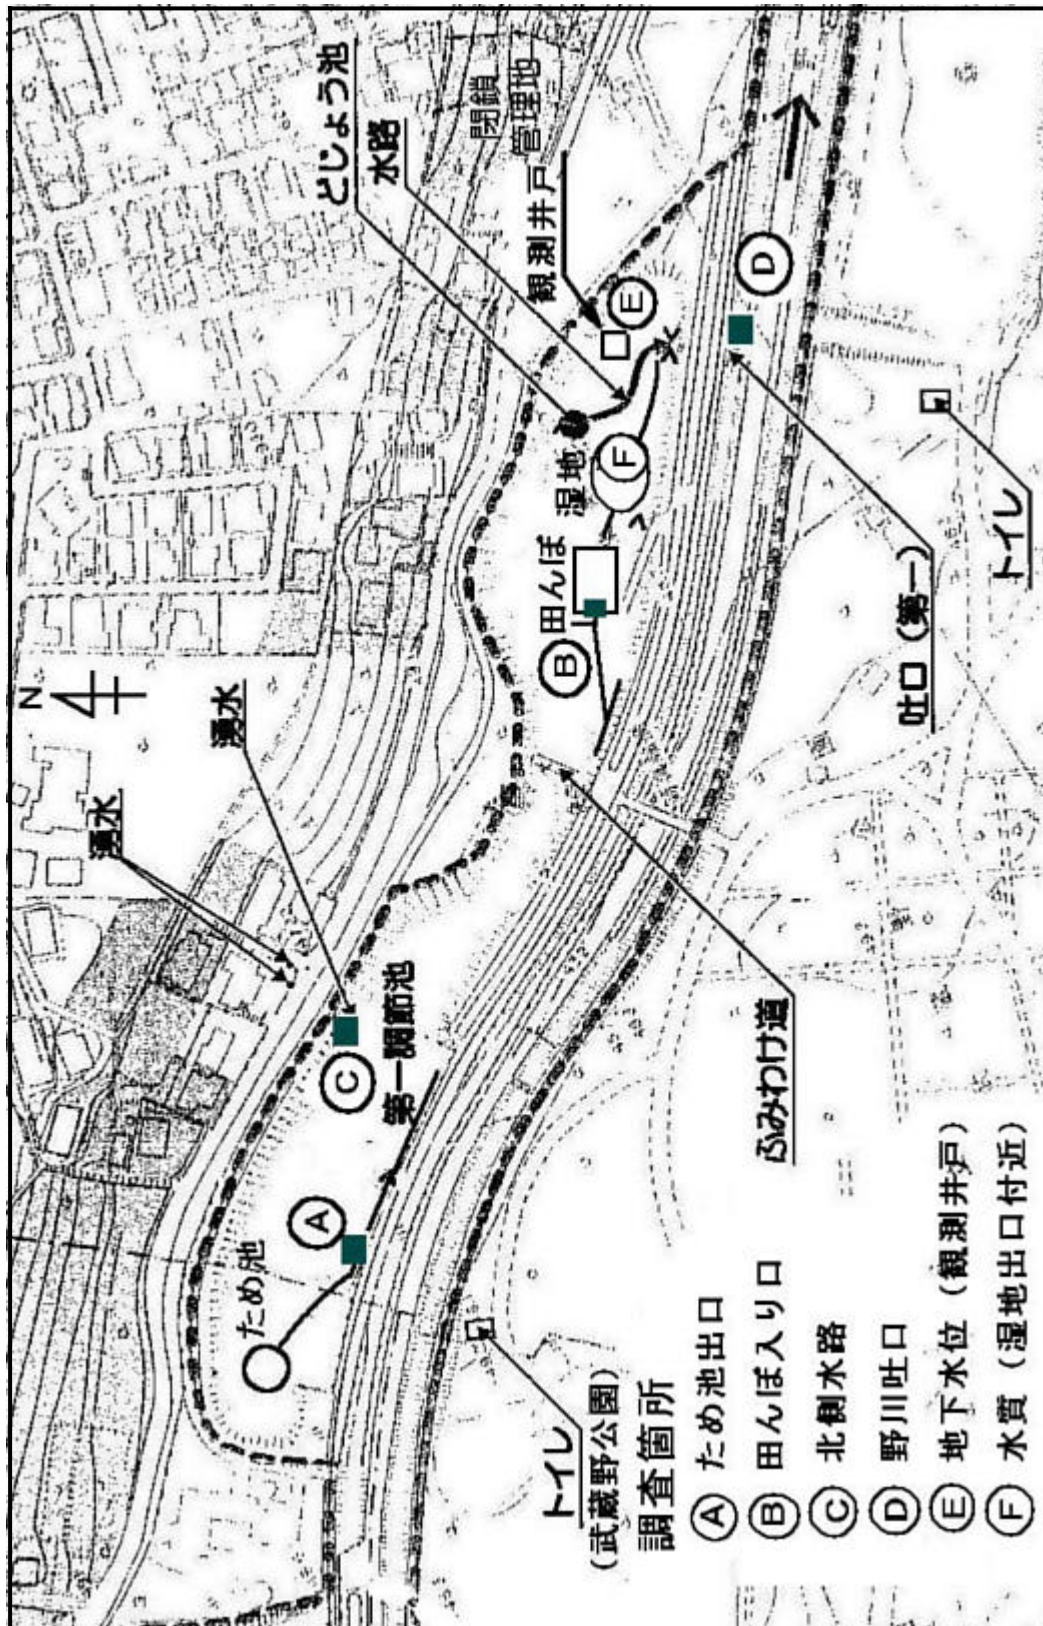 どじょう池
水路
閉鎖
管理地
観測井戸
E
D
F
湿地
田んぼ
B
N
湧水
湧水
C
第一調節池
A
ため池
ふみわけ道
吐口（第一）
トイレ
トイレ
（武蔵野公園）
調査箇所
A ため池出口
B 田んぼ入り口
C 北側水路
D 野川吐口
E 地下水位（観測井戸）
F 水質（湿地出口付近）